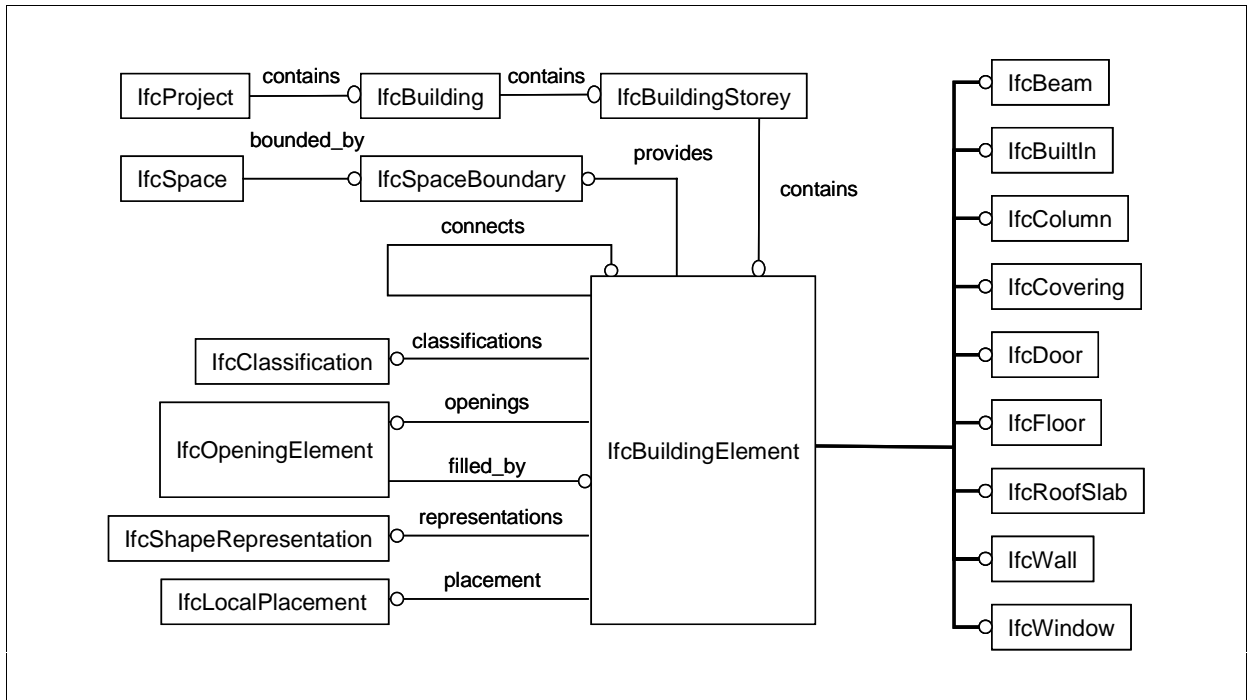 contains
contains
IfcProject
IfcBuilding
IfcBuildingStorey
bounded_by
provides
IfcSpace
IfcSpaceBoundary
contains
connects
classifications
IfcClassification
openings
IfcOpeningElement
IfcBuildingElement
filled_by
representations
IfcShapeRepresentation
placement
IfcLocalPlacement
IfcBeam
IfcBuiltIn
IfcColumn
IfcCovering
IfcDoor
IfcFloor
IfcRoofSlab
IfcWall
IfcWindow